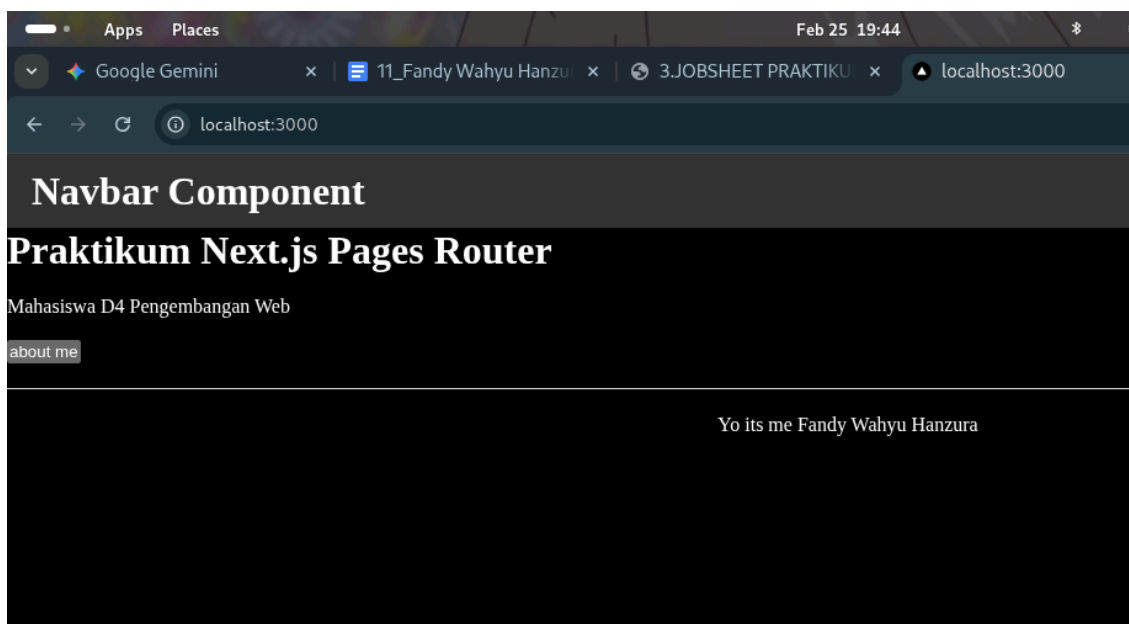 Apps Places Feb 25 19:44
Google Gemini 11_Fandy Wahyu Hanzu 3.JOBSHEET PRAKTIKU localhost:3000
localhost:3000
Navbar Component
Praktikum Next.js Pages Router
Mahasiswa D4 Pengembangan Web
about me
Yo its me Fandy Wahyu Hanzura